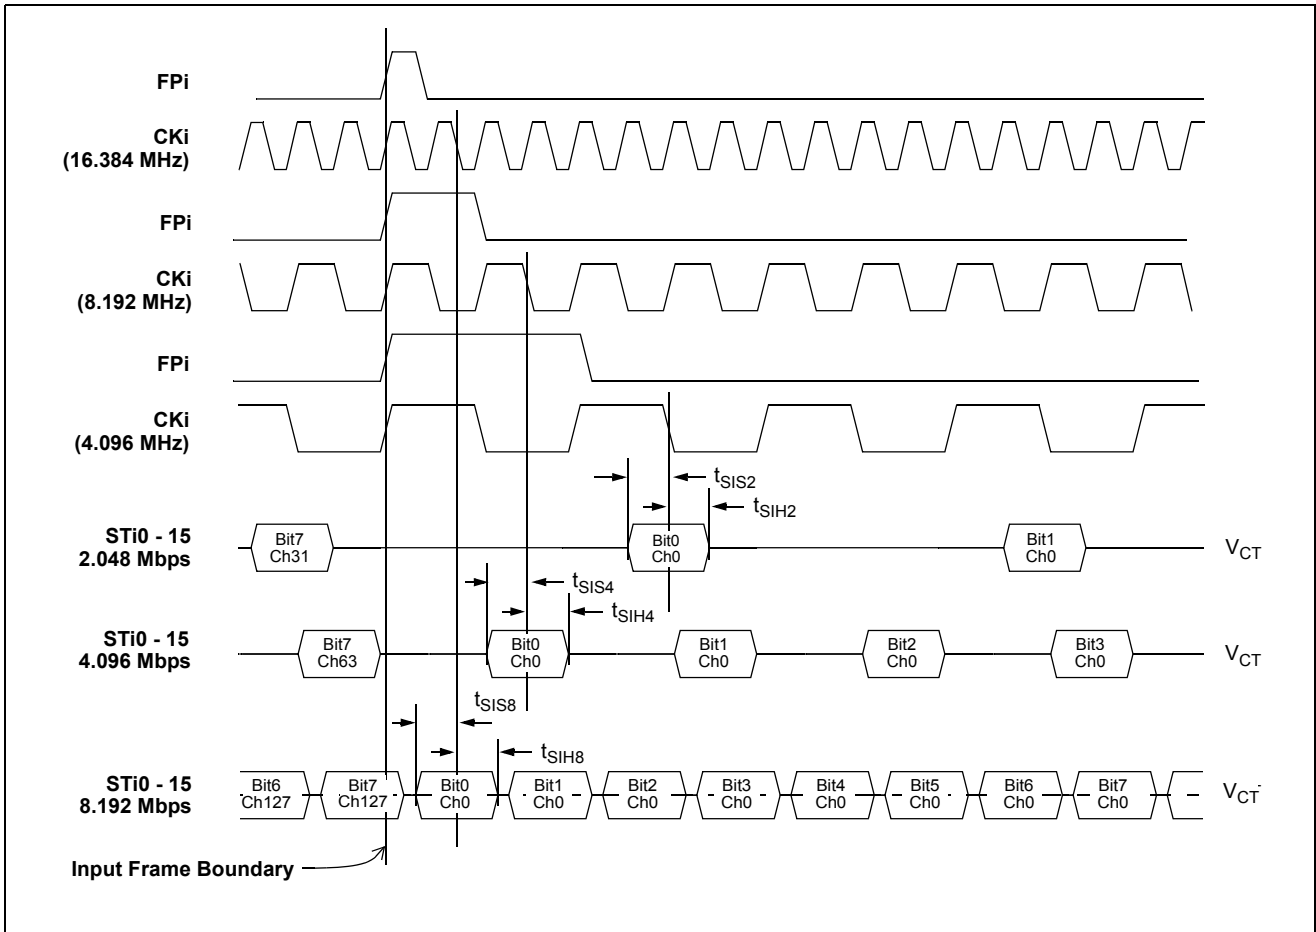 FPi
CKi
(16.384 MHz)
FPi
CKi
(8.192 MHz)
FPi
CKi
(4.096 MHz)
tSIS2
tSIH2
STi0 - 15
2.048 Mbps
Bit7
Ch31
Bit0
Ch0
Bit1
Ch0
VCT
tSIS4
tSIH4
STi0 - 15
4.096 Mbps
Bit7
Ch63
Bit0
Ch0
Bit1
Ch0
Bit2
Ch0
Bit3
Ch0
VCT
tSIS8
tSIH8
STi0 - 15
8.192 Mbps
Bit6
Ch127
Bit7
Ch127
Bit0
Ch0
Bit1
Ch0
Bit2
Ch0
Bit3
Ch0
Bit4
Ch0
Bit5
Ch0
Bit6
Ch0
Bit7
Ch0
VCT
Input Frame Boundary